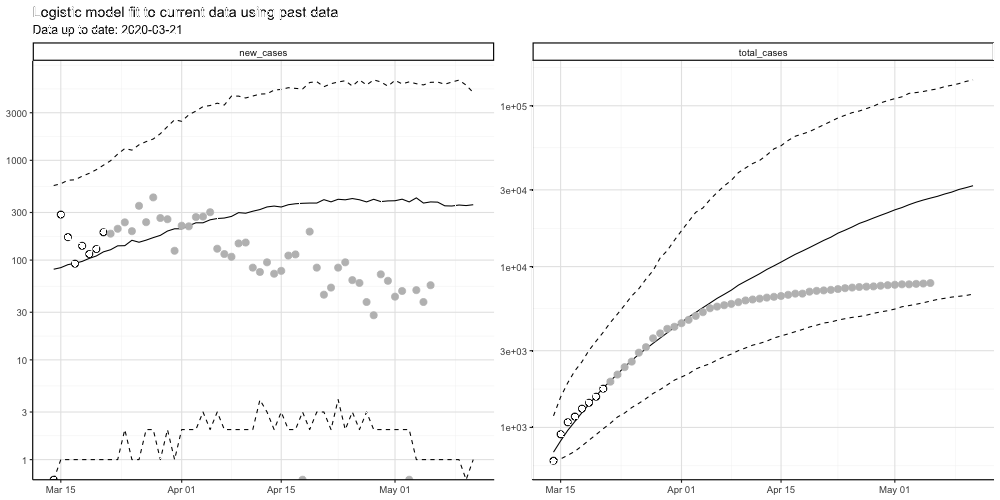 Logistic model fit to current data using past data
Data up to date: 2020-03-21
new_cases
total_cases
3000
1000
300
100
30
10
3
1
1e+05
3e+04
1e+04
3e+03
1e+03
Mar 15
Apr 01
Apr 15
May 01
Mar 15
Apr 01
Apr 15
May 01